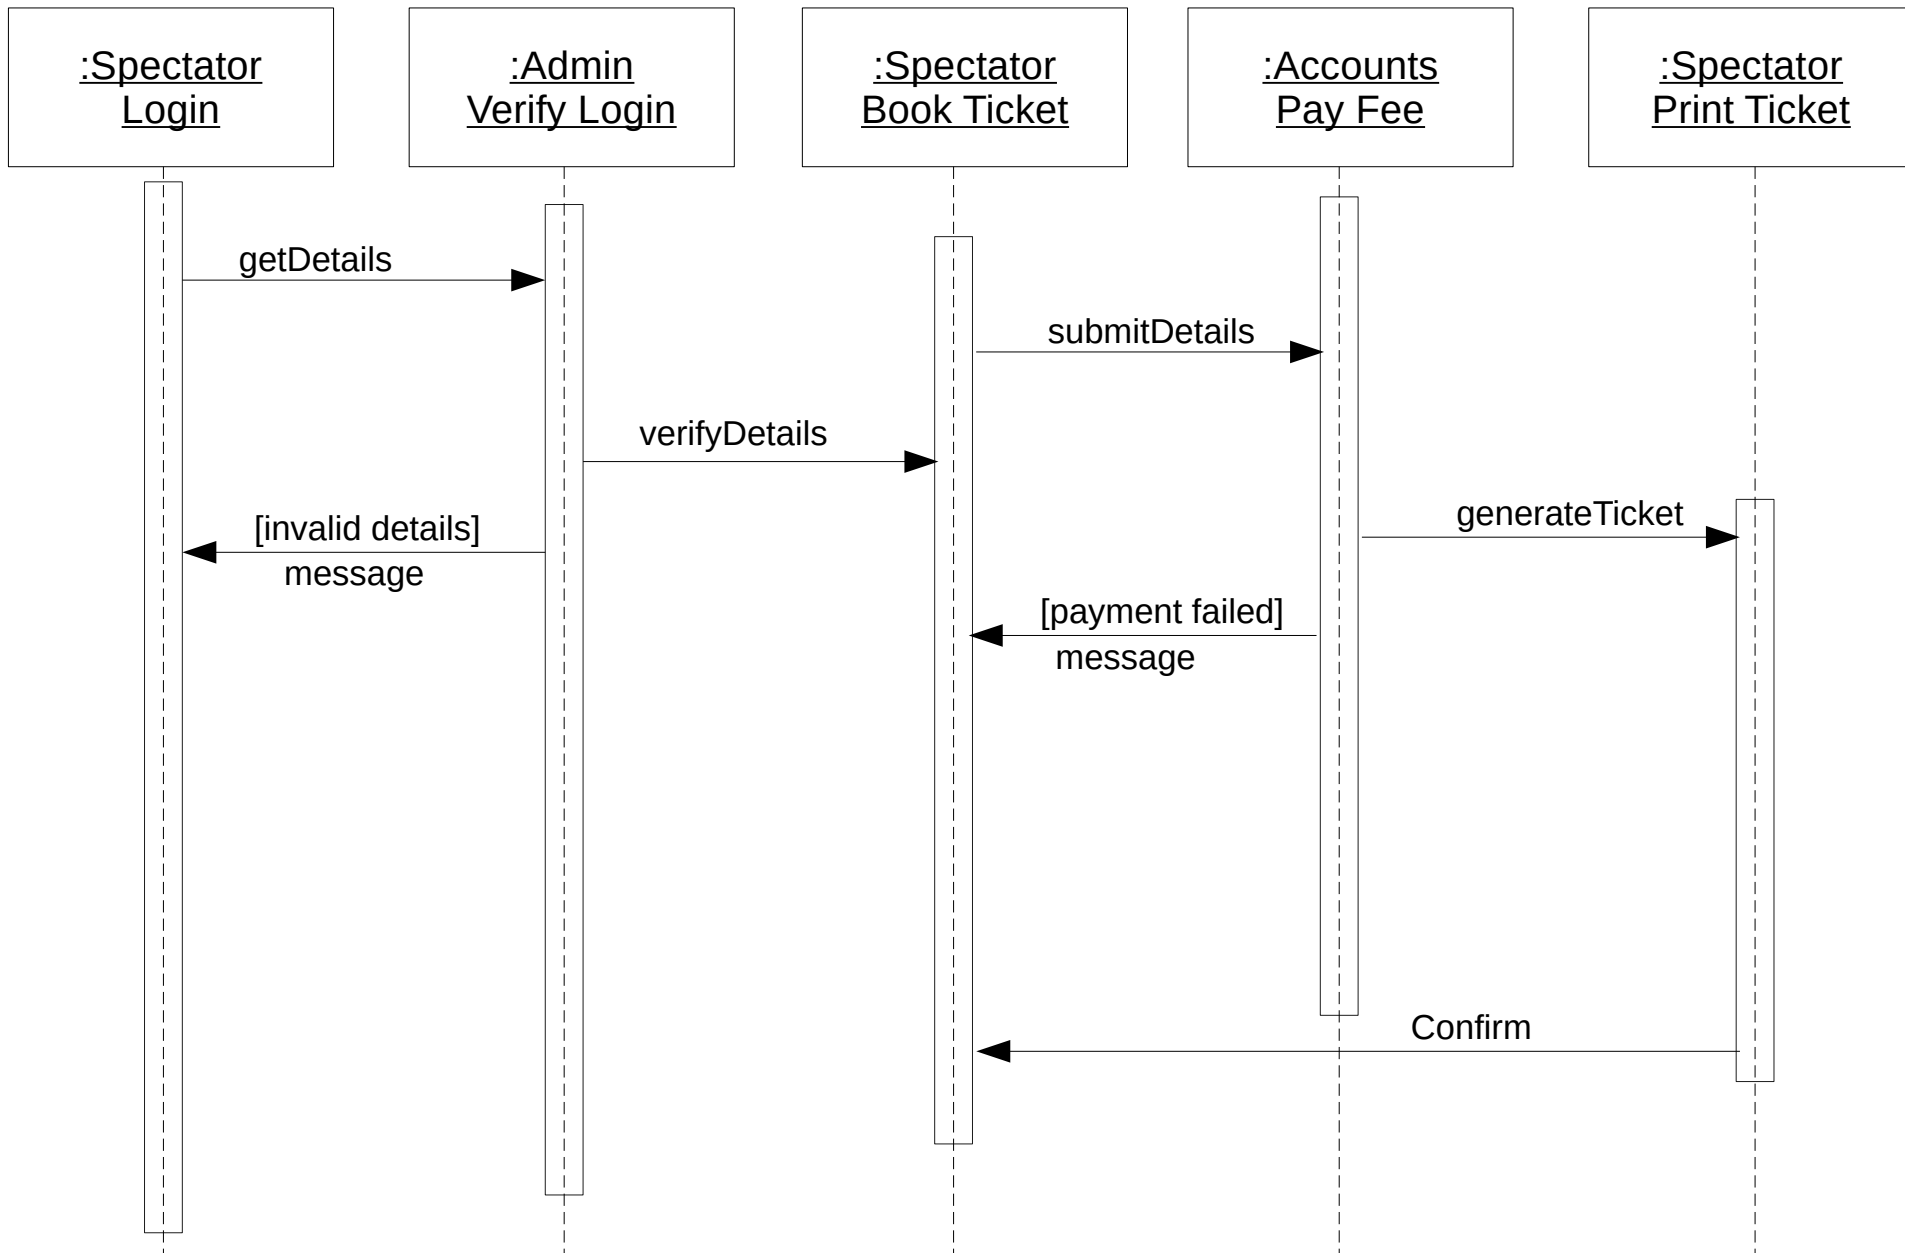 :Spectator
Login
:Admin
Verify Login
:Spectator
Book Ticket
:Accounts
Pay Fee
:Spectator
Print Ticket
getDetails
submitDetails
verifyDetails
[invalid details]
message
generateTicket
[payment failed]
message
Confirm